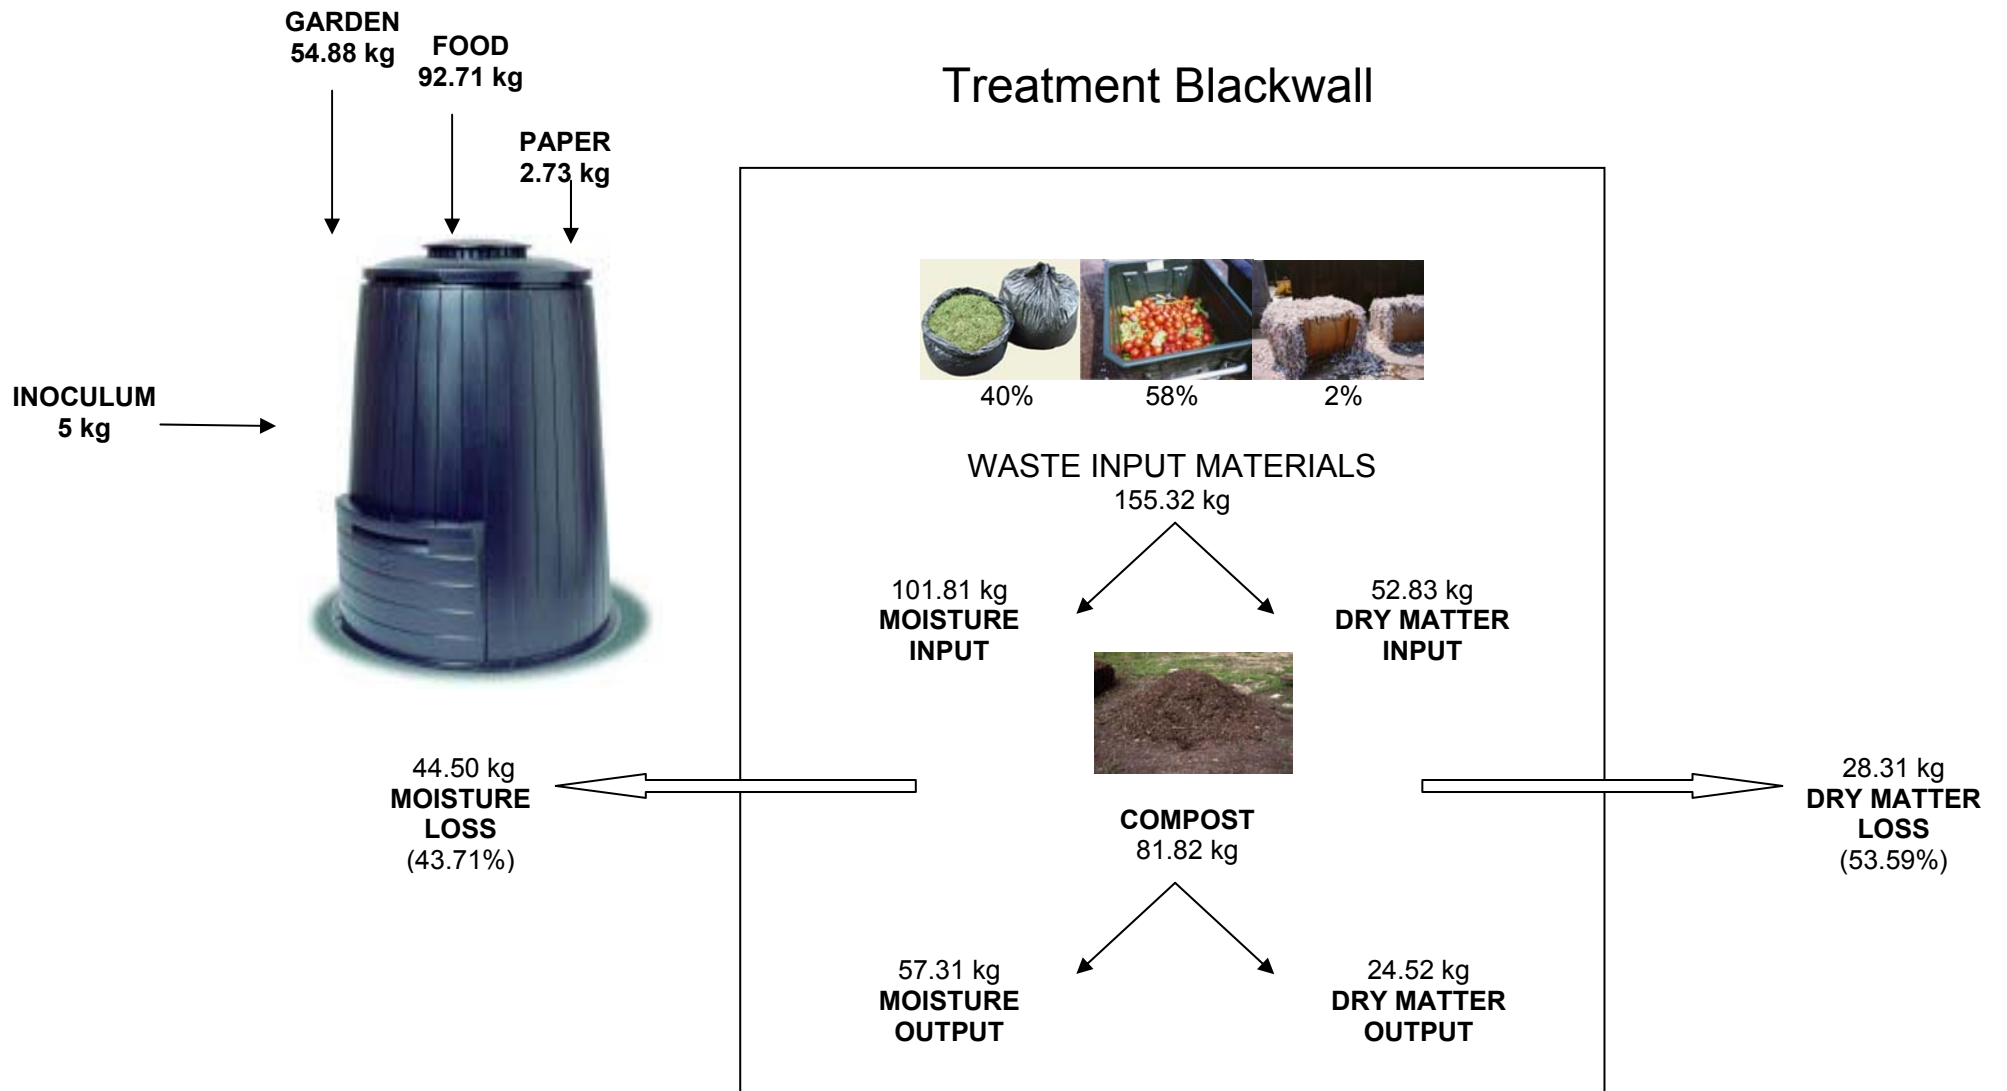 GARDEN
54.88 kg
FOOD
92.71 kg
PAPER
2.73 kg
INOCULUM
5 kg
Treatment Blackwall
40%
58%
2%
WASTE INPUT MATERIALS
155.32 kg
101.81 kg
MOISTURE
INPUT
52.83 kg
DRY MATTER
INPUT
44.50 kg
MOISTURE
LOSS
(43.71%)
COMPOST
81.82 kg
28.31 kg
DRY MATTER
LOSS
(53.59%)
57.31 kg
MOISTURE
OUTPUT
24.52 kg
DRY MATTER
OUTPUT